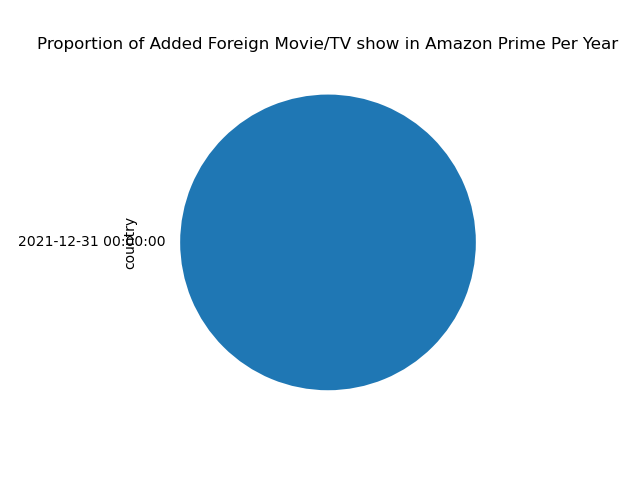 Proportion of Added Foreign Movie/TV show in Amazon Prime Per Year
2021-12-31 00:00:00
country